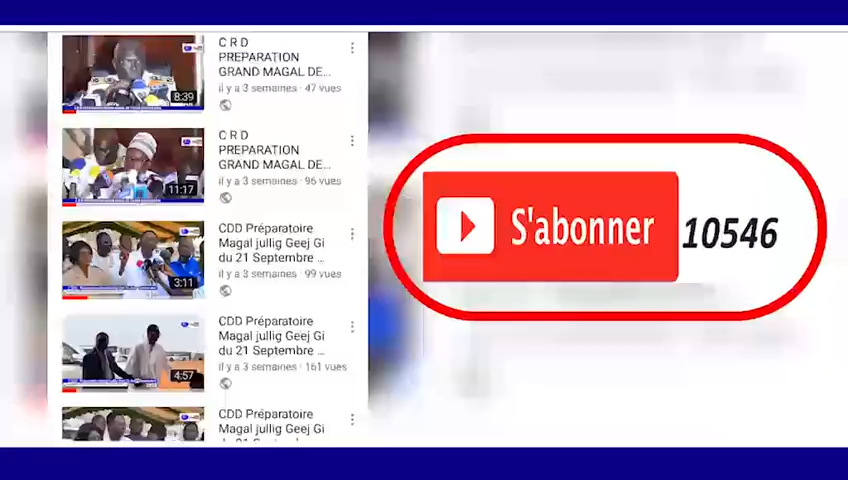 C R D
PREPARATION
GRAND MAGAL DE...
il y a 3 semaines · 47 vues
8:39
C R D
PREPARATION
GRAND MAGAL DE...
il y a 3 semaines · 96 vues
11:17
CDD Préparatoire
Magal jullig Geej Gi
du 21 Septembre ...
il y a 3 semaines · 99 vues
3:11
CDD Préparatoire
Magal jullig Geej Gi
du 21 Septembre ...
il y a 3 semaines · 161 vues
4:57
CDD Préparatoire
Magal jullig Geej Gi
S'abonner
10546